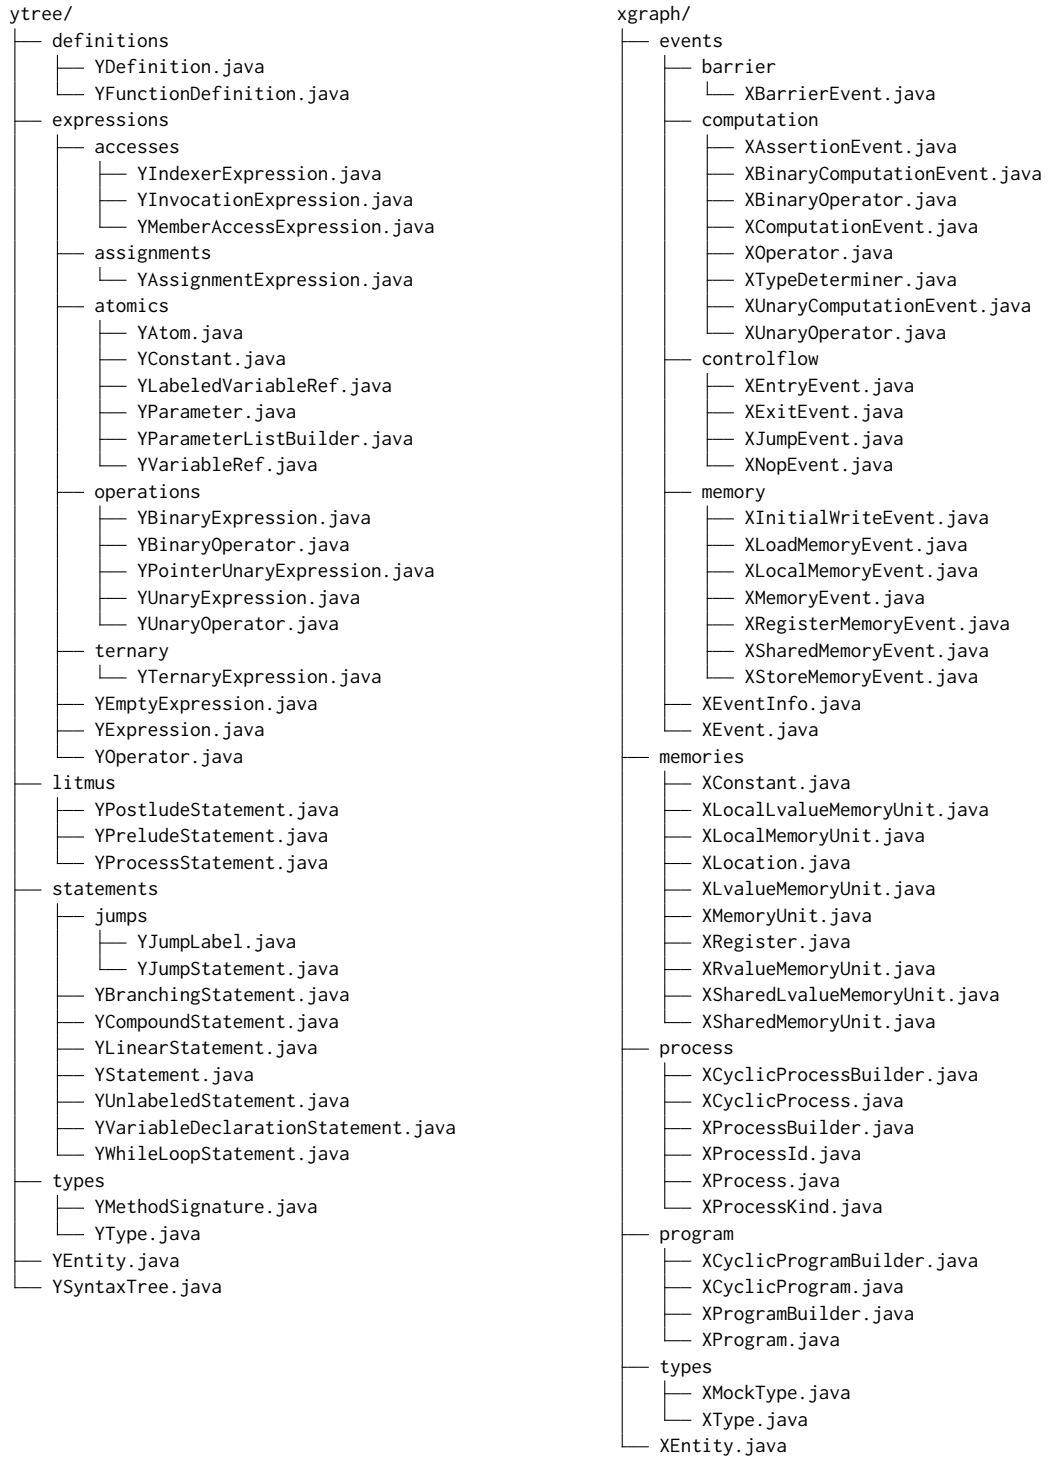 ytree/
definitions
YDefinition.java
YFunctionDefinition.java
expressions
accesses
YIndexerExpression.java
YInvocationExpression.java
YMemberAccessExpression.java
assignments
YAssignmentExpression.java
atomics
YAtom.java
YConstant.java
YLabeledVariableRef.java
YParameter.java
YParameterListBuilder.java
YVariableRef.java
operations
YBinaryExpression.java
YBinaryOperator.java
YPointerUnaryExpression.java
YUnaryExpression.java
YUnaryOperator.java
ternary
YTernaryExpression.java
YEmptyExpression.java
YExpression.java
YOperator.java
litmus
YPostludeStatement.java
YPreludeStatement.java
YProcessStatement.java
statements
jumps
YJumpLabel.java
YJumpStatement.java
YBranchingStatement.java
YCompoundStatement.java
YLinearStatement.java
YStatement.java
YUnlabeledStatement.java
YVariableDeclarationStatement.java
YWhileLoopStatement.java
types
YMethodSignature.java
YType.java
YEntity.java
YSyntaxTree.java
xgraph/
events
barrier
XBarrierEvent.java
computation
XAssertionEvent.java
XBinaryComputationEvent.java
XBinaryOperator.java
XComputationEvent.java
XOperator.java
XTypeDeterminer.java
XUnaryComputationEvent.java
XUnaryOperator.java
controlflow
XEntryEvent.java
XExitEvent.java
XJumpEvent.java
XNopEvent.java
memory
XInitialWriteEvent.java
XLoadMemoryEvent.java
XLocalMemoryEvent.java
XMemoryEvent.java
XRegisterMemoryEvent.java
XSharedMemoryEvent.java
XStoreMemoryEvent.java
XEventInfo.java
XEvent.java
memories
XConstant.java
XLocalLvalueMemoryUnit.java
XLocalMemoryUnit.java
XLocation.java
XLvalueMemoryUnit.java
XMemoryUnit.java
XRegister.java
XRvalueMemoryUnit.java
XSharedLvalueMemoryUnit.java
XSharedMemoryUnit.java
process
XCyclicProcessBuilder.java
XCyclicProcess.java
XProcessBuilder.java
XProcessId.java
XProcess.java
XProcessKind.java
program
XCyclicProgramBuilder.java
XCyclicProgram.java
XProgramBuilder.java
XProgram.java
types
XMockType.java
XType.java
XEntity.java